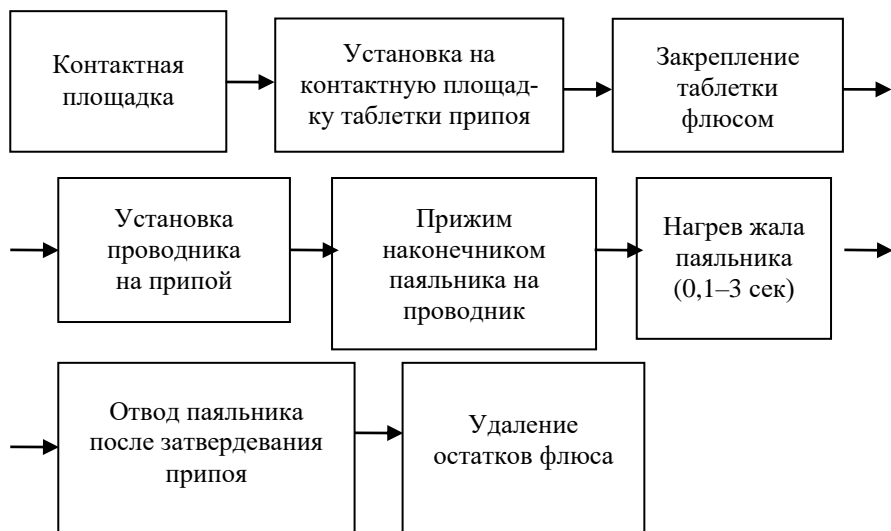 Контактная
площадка
Установка на
контактную площад-
ку таблетки припоя
Закрепление
таблетки
флюсом
Установка
проводника
на припой
Прижим
наконечником
паяльника на
проводник
Нагрев жала
паяльника
(0,1–3 сек)
Отвод паяльника
после затвердевания
припоя
Удаление
остатков флюса